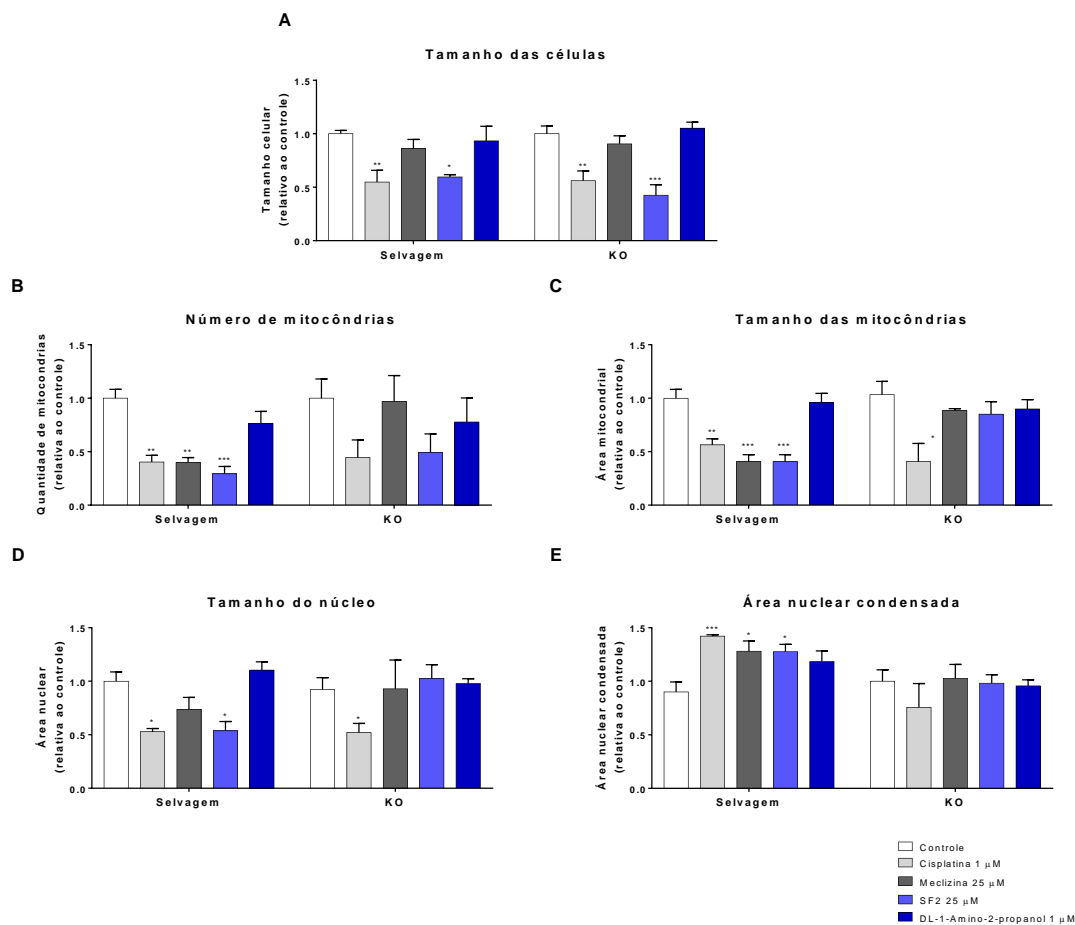 A
Tamanho das células
Tamanho celular
(relativo ao controle)
1.5
1.0
0.5
0.0
**
*
**
***
Selvagem
KO
B
Número de mitocôndrias
Quantidade de mitocondrias
(relativa ao controle)
1.5
1.0
0.5
0.0
**
**
***
Selvagem
KO
C
Tamanho das mitocôndrias
Área mitocondrial
(relativa ao controle)
1.5
1.0
0.5
0.0
**
***
***
*
Selvagem
KO
D
Tamanho do núcleo
Área nuclear
(relativa ao controle)
1.5
1.0
0.5
0.0
*
*
*
Selvagem
KO
E
Área nuclear condensada
Área nuclear condensada
(relativa ao controle)
1.5
1.0
0.5
0.0
***
*
*
Selvagem
KO
Controle
Cisplatina 1 µM
Meclizina 25 µM
SF2 25 µM
DL-1-Amino-2-propanol 1 µM